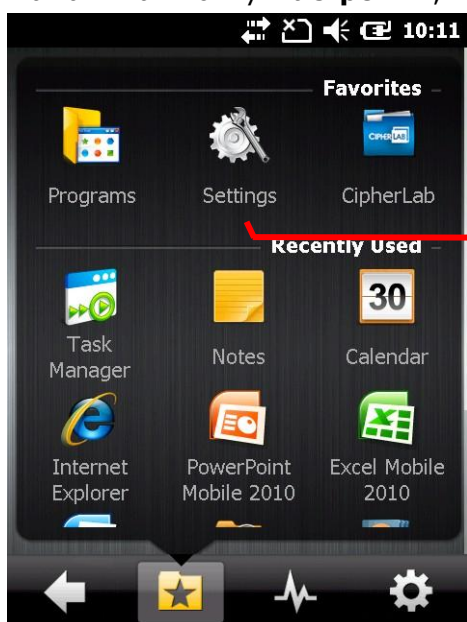 10:11
Favorites
Programs Settings CipherLab
CIPHERLAB
Recently Used
30
Task
Manager Notes Calendar
Internet PowerPoint Excel Mobile
Explorer Mobile 2010 2010